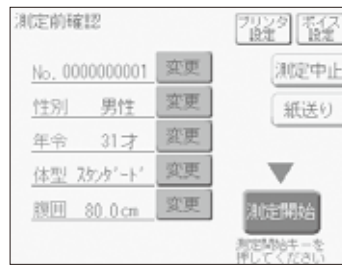 測定前確認
プリンタ
設定
ボイス
設定
No. 0000000001 変更
測定中止
性別 男性 変更
紙送り
年令 31才 変更
体型 スタンダード 変更
腹囲 80.0cm 変更
測定開始
測定開始キーを
押してください